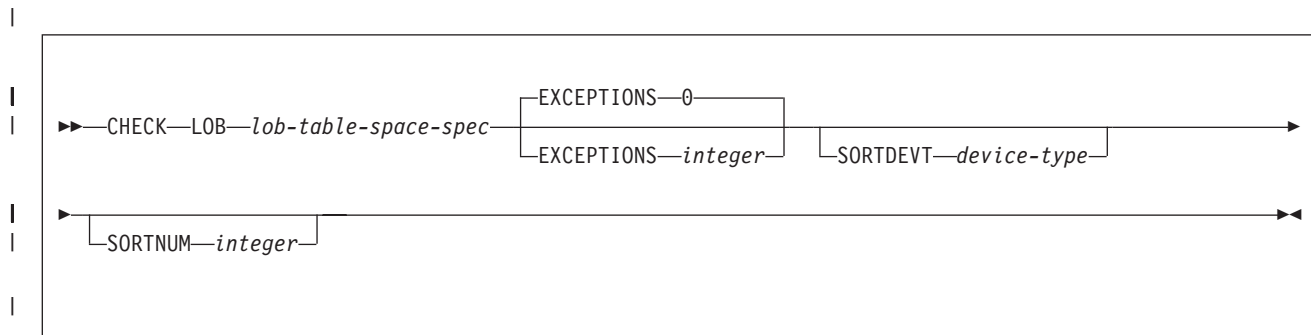 EXCEPTIONS 0
CHECK LOB lob-table-space-spec
EXCEPTIONS integer
SORTDEVT device-type
SORTNUM integer